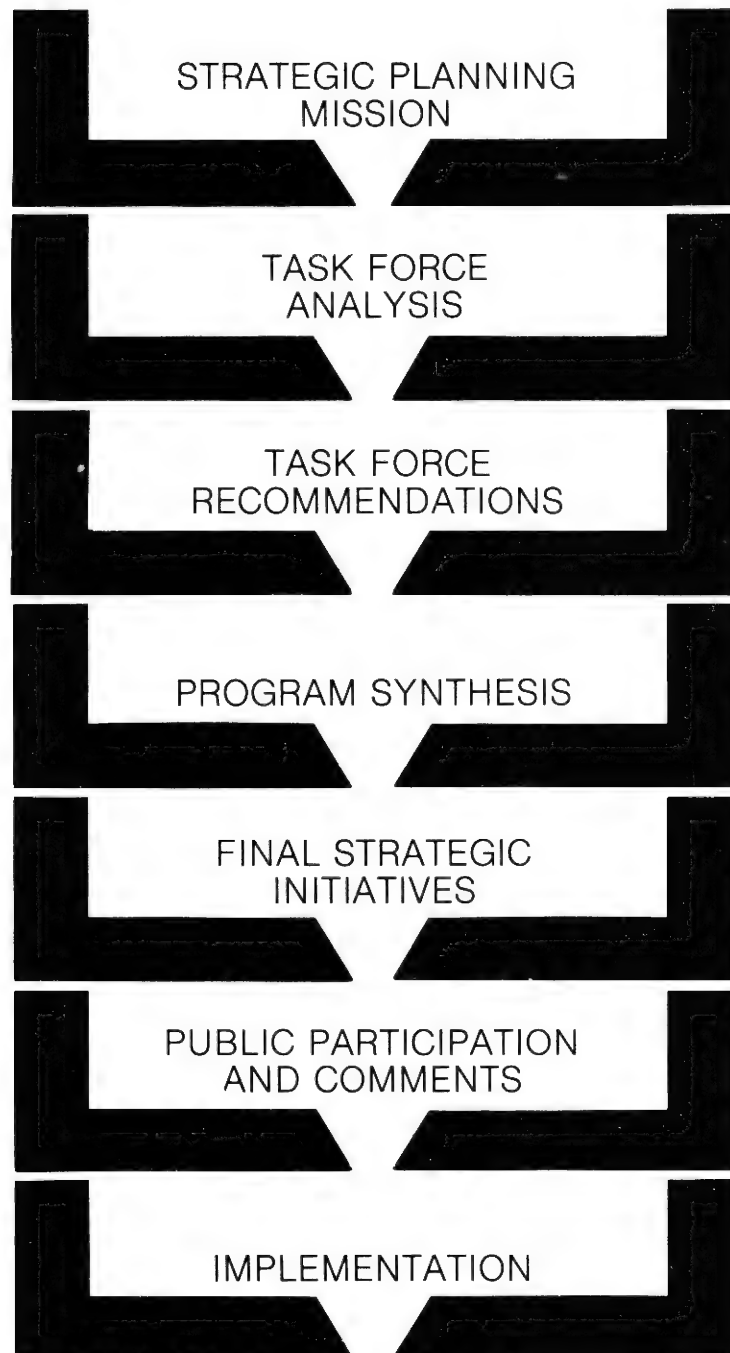 STRATEGIC PLANNING
MISSION
TASK FORCE
ANALYSIS
TASK FORCE
RECOMMENDATIONS
PROGRAM SYNTHESIS
FINAL STRATEGIC
INITIATIVES
PUBLIC PARTICIPATION
AND COMMENTS
IMPLEMENTATION